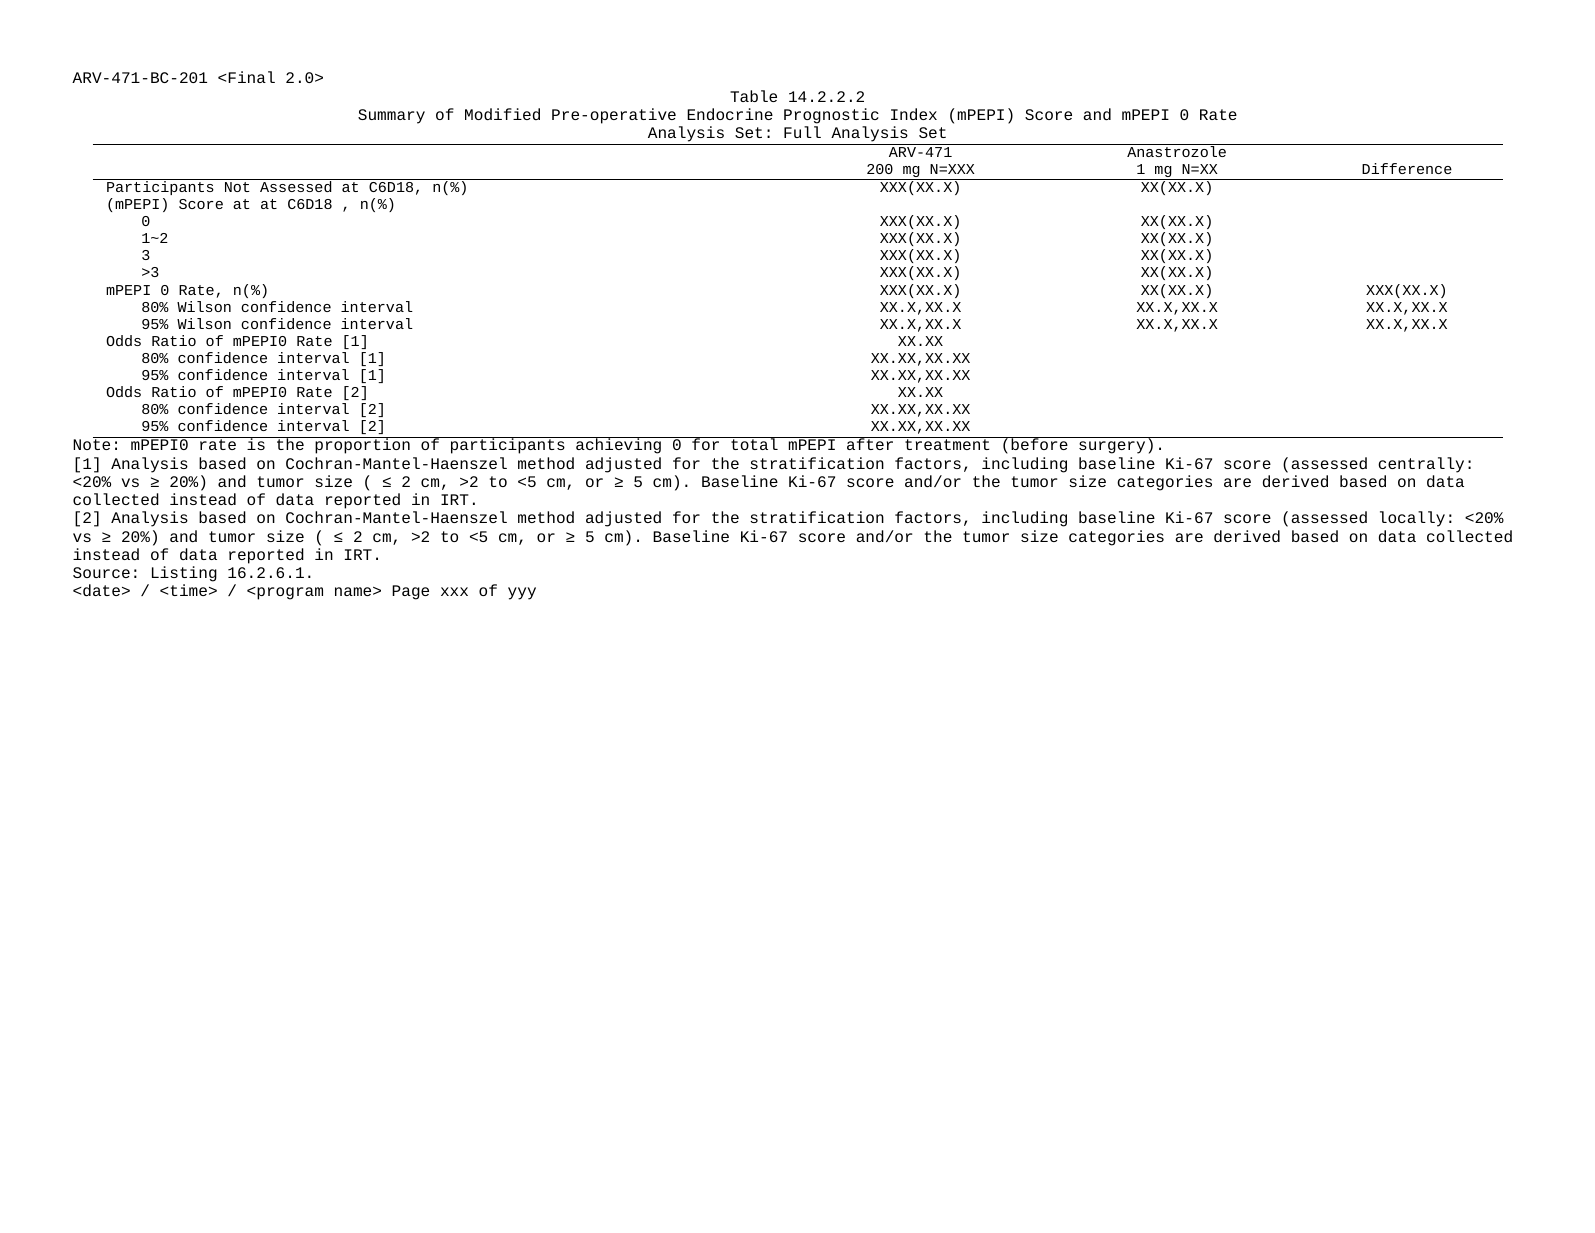 ARV-471-BC-201 <Final 2.0>
Table 14.2.2.2
Summary of Modified Pre-operative Endocrine Prognostic Index (mPEPI) Score and mPEPI 0 Rate
Analysis Set: Full Analysis Set
ARV-471 Anastrozole
200 mg N=XXX 1 mg N=XX Difference
Participants Not Assessed at C6D18, n(%) XXX(XX.X) XX(XX.X)
(mPEPI) Score at at C6D18 , n(%)
0 XXX(XX.X) XX(XX.X)
1~2 XXX(XX.X) XX(XX.X)
3 XXX(XX.X) XX(XX.X)
>3 XXX(XX.X) XX(XX.X)
mPEPI 0 Rate, n(%) XXX(XX.X) XX(XX.X) XXX(XX.X)
80% Wilson confidence interval XX.X,XX.X XX.X,XX.X XX.X,XX.X
95% Wilson confidence interval XX.X,XX.X XX.X,XX.X XX.X,XX.X
Odds Ratio of mPEPI0 Rate [1] XX.XX
80% confidence interval [1] XX.XX,XX.XX
95% confidence interval [1] XX.XX,XX.XX
Odds Ratio of mPEPI0 Rate [2] XX.XX
80% confidence interval [2] XX.XX,XX.XX
95% confidence interval [2] XX.XX,XX.XX
Note: mPEPI0 rate is the proportion of participants achieving 0 for total mPEPI after treatment (before surgery).
[1] Analysis based on Cochran-Mantel-Haenszel method adjusted for the stratification factors, including baseline Ki-67 score (assessed centrally:
<20% vs ≥ 20%) and tumor size ( ≤ 2 cm, >2 to <5 cm, or ≥ 5 cm). Baseline Ki-67 score and/or the tumor size categories are derived based on data
collected instead of data reported in IRT.
[2] Analysis based on Cochran-Mantel-Haenszel method adjusted for the stratification factors, including baseline Ki-67 score (assessed locally: <20%
vs ≥ 20%) and tumor size ( ≤ 2 cm, >2 to <5 cm, or ≥ 5 cm). Baseline Ki-67 score and/or the tumor size categories are derived based on data collected
instead of data reported in IRT.
Source: Listing 16.2.6.1.
<date> / <time> / <program name> Page xxx of yyy